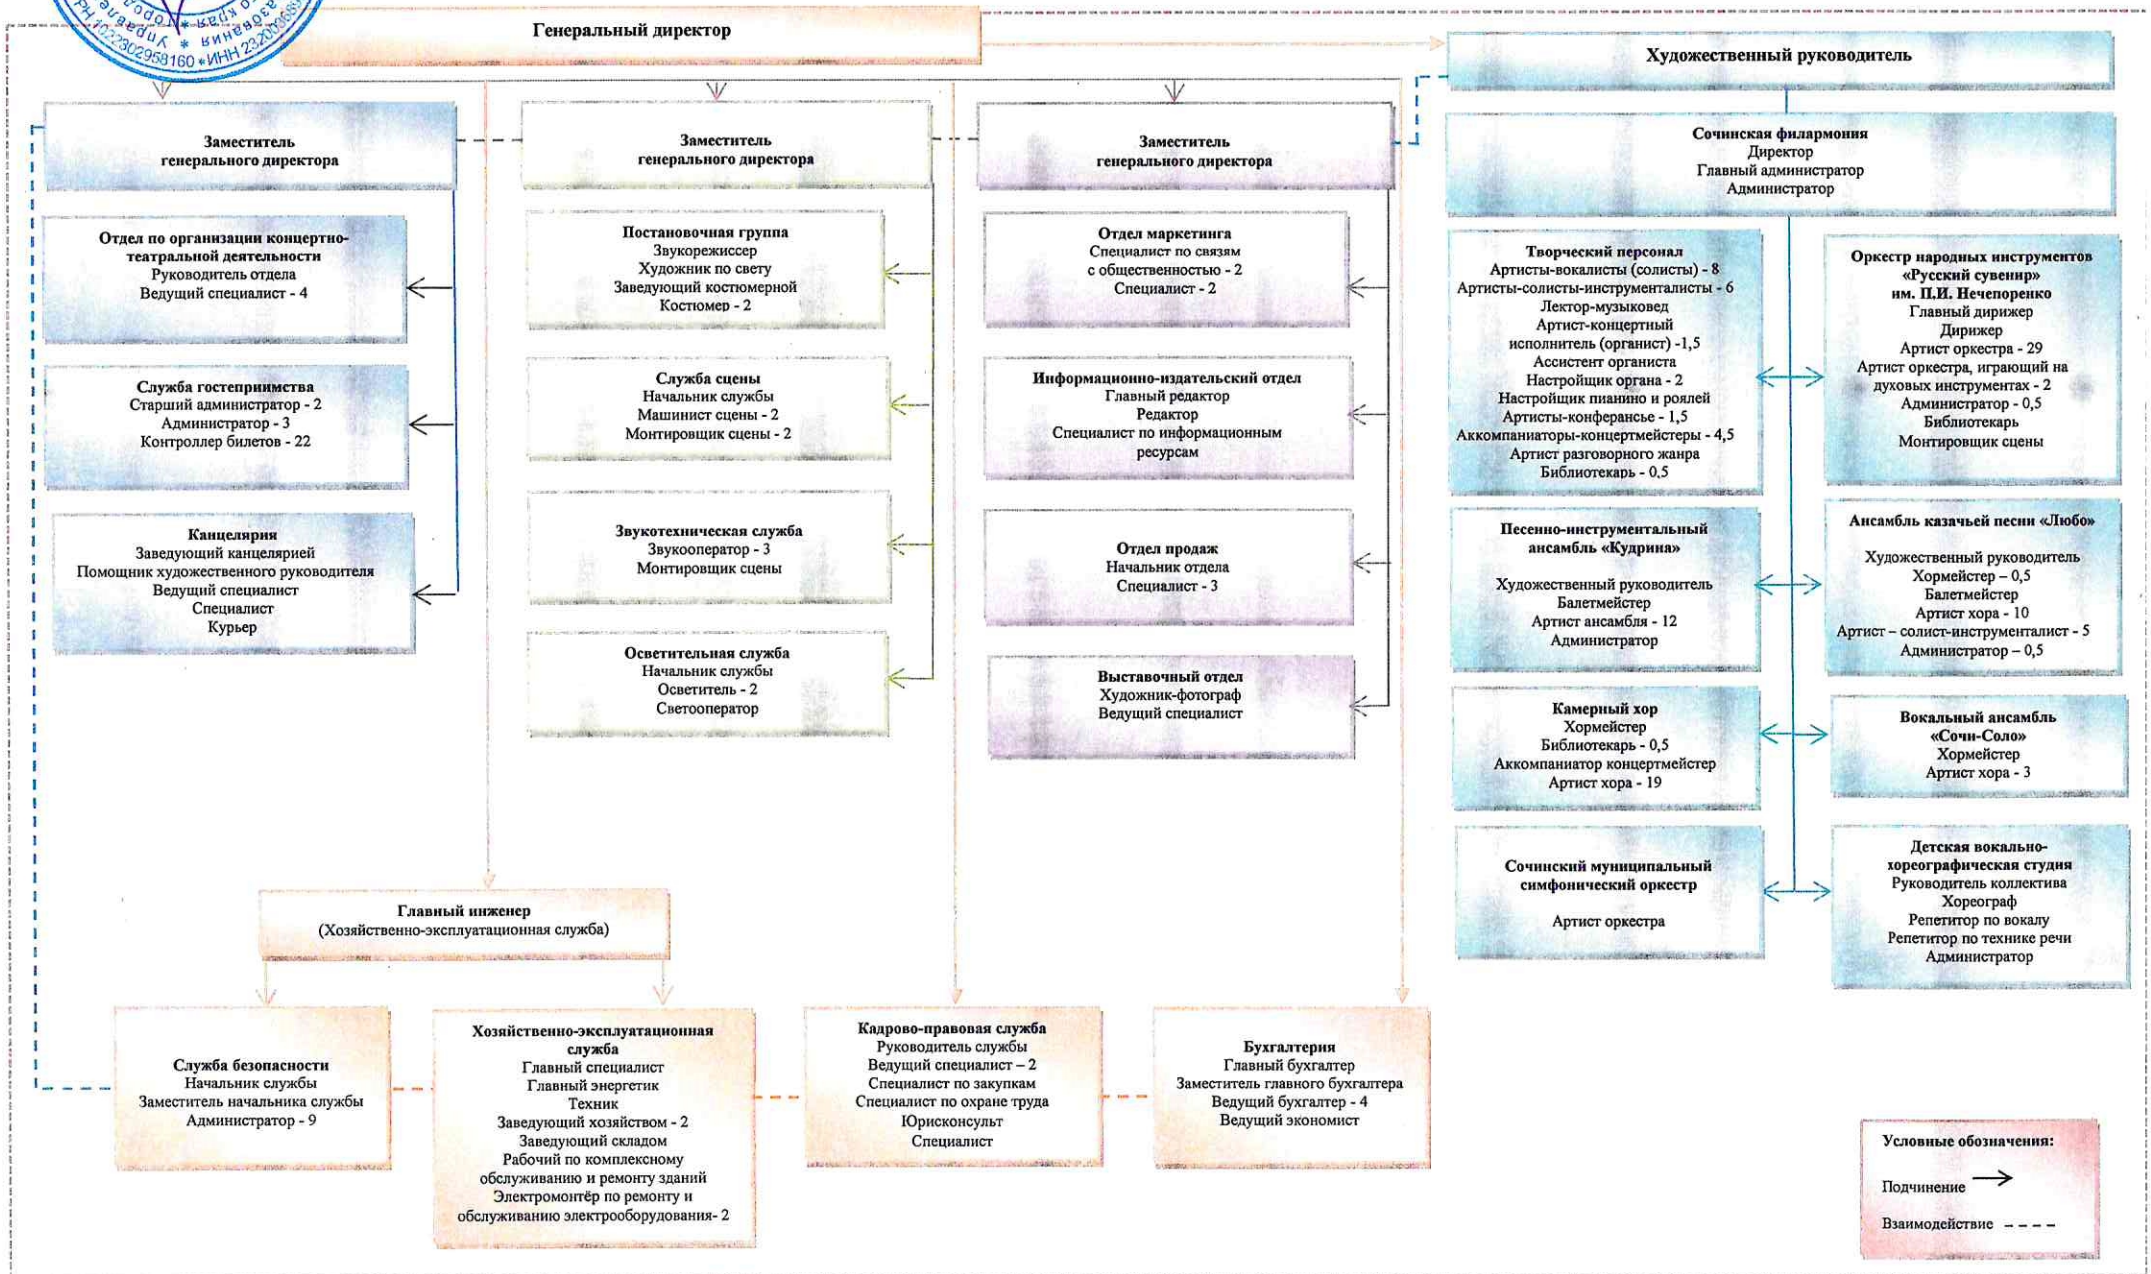 1022302958160 * ИНН
Генеральный директор
Художественный руководитель
Заместитель
генерального директора
Заместитель
генерального директора
Заместитель
генерального директора
Сочинская филармония
Директор
Главный администратор
Администратор
Отдел по организации концертно-
театральной деятельности
Руководитель отдела
Ведущий специалист - 4
Служба гостеприимства
Старший администратор - 2
Администратор - 3
Контроллер билетов - 22
Канцелярия
Заведующий канцелярией
Помощник художественного руководителя
Ведущий специалист
Специалист
Курьер
Постановочная группа
Звукорежиссер
Художник по свету
Заведующий костюмерной
Костюмер - 2
Служба сцены
Начальник службы
Машинист сцены - 2
Монтировщик сцены - 2
Звукотехническая служба
Звукооператор - 3
Монтировщик сцены
Осветительная служба
Начальник службы
Осветитель - 2
Светооператор
Отдел маркетинга
Специалист по связям
с общественностью - 2
Специалист - 2
Информационно-издательский отдел
Главный редактор
Редактор
Специалист по информационным
ресурсам
Отдел продаж
Начальник отдела
Специалист - 3
Выставочный отдел
Художник-фотограф
Ведущий специалист
Творческий персонал
Артисты-вокалисты (солисты) - 8
Артисты-солисты-инструменталисты - 6
Лектор-музыковед
Артист-концертный
исполнитель (органист) -1,5
Ассистент органиста
Настройщик органа - 2
Настройщик пианино и роялей
Артисты-конферансье - 1,5
Аккомпаниаторы-концертмейстеры - 4,5
Артист разговорного жанра
Библиотекарь - 0,5
Оркестр народных инструментов
«Русский сувенир»
им. П.И. Нечепоренко
Главный дирижер
Дирижер
Артист оркестра - 29
Артист оркестра, играющий на
духовых инструментах - 2
Администратор - 0,5
Библиотекарь
Монтировщик сцены
Песенно-инструментальный
ансамбль «Кудрина»
Художественный руководитель
Балетмейстер
Артист ансамбля - 12
Администратор
Ансамбль казачьей песни «Любо»
Художественный руководитель
Хормейстер – 0,5
Балетмейстер
Артист хора - 10
Артист – солист-инструменталист - 5
Администратор – 0,5
Камерный хор
Хормейстер
Библиотекарь - 0,5
Аккомпаниатор концертмейстер
Артист хора - 19
Вокальный ансамбль
«Сочи-Соло»
Хормейстер
Артист хора - 3
Сочинский муниципальный
симфонический оркестр
Артист оркестра
Детская вокально-
хореографическая студия
Руководитель коллектива
Хореограф
Репетитор по вокалу
Репетитор по технике речи
Администратор
Главный инженер
(Хозяйственно-эксплуатационная служба)
Служба безопасности
Начальник службы
Заместитель начальника службы
Администратор - 9
Хозяйственно-эксплуатационная
служба
Главный специалист
Главный энергетик
Техник
Заведующий хозяйством - 2
Заведующий складом
Рабочий по комплексному
обслуживанию и ремонту зданий
Электромонтёр по ремонту и
обслуживанию электрооборудования- 2
Кадрово-правовая служба
Руководитель службы
Ведущий специалист – 2
Специалист по закупкам
Специалист по охране труда
Юрисконсульт
Специалист
Бухгалтерия
Главный бухгалтер
Заместитель главного бухгалтера
Ведущий бухгалтер - 4
Ведущий экономист
Условные обозначения:
Подчинение
Взаимодействие